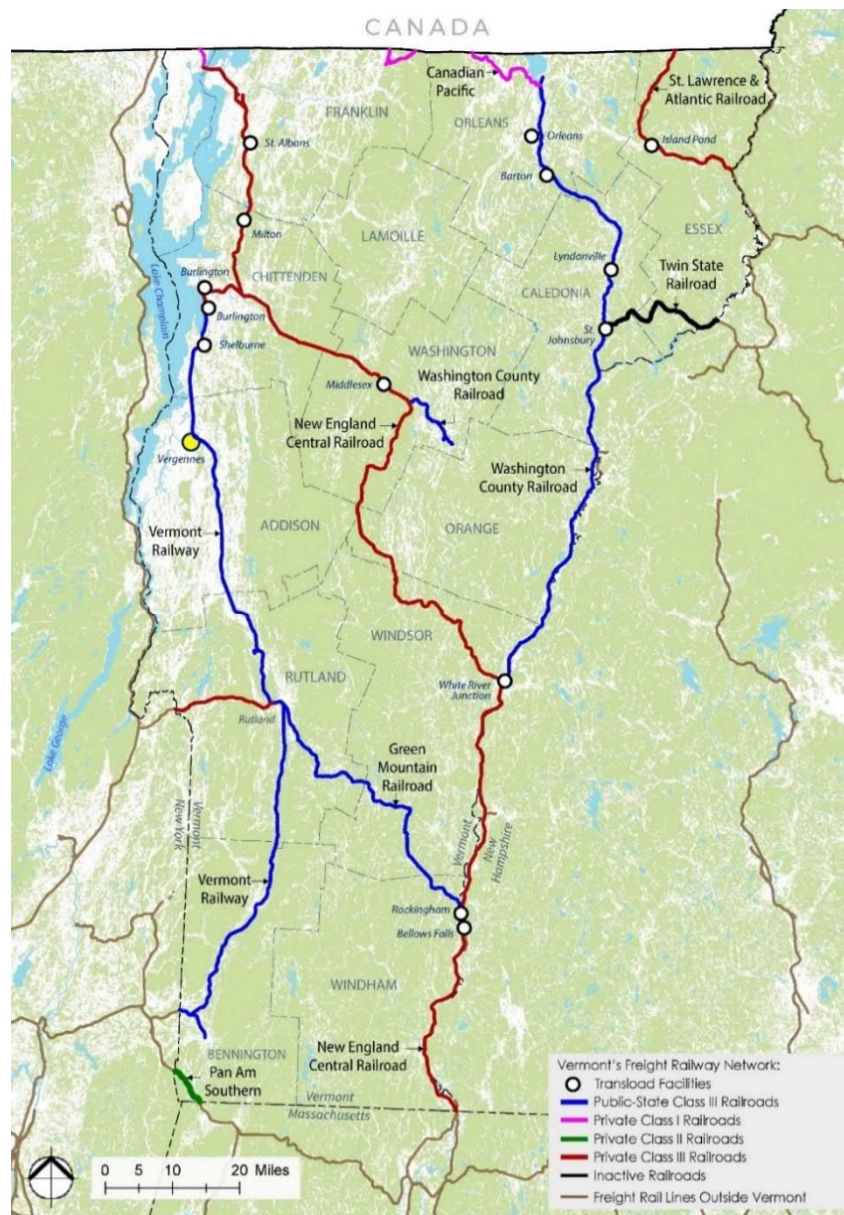 CANADA
Canadian
Pacific
St. Lawrence &
Atlantic Railroad
FRANKLIN
ORLEANS
Orleans
St. Albans
Island Pond
Barton
Milton
LAMOILLE
ESSEX
Lyndonville
Twin State
Railroad
Lake Champlain
Burlington
CHITTENDEN
CALEDONIA
Burlington
St.
Johnsbury
Shelburne
WASHINGTON
Middlesex
Washington County
Railroad
New England
Central Railroad
Vergennes
Washington
County Railroad
ADDISON
ORANGE
Vermont
Railway
WINDSOR
RUTLAND
White River
Junction
Rutland
Lake George
Green
Mountain
Railroad
Vermont
New York
Vermont
New
Hampshire
Vermont
Railway
Rockingham
Bellows Falls
WINDHAM
New England
Central Railroad
BENNINGTON
Pan Am
Southern
Vermont
Massachusetts
0 5 10 20 Miles
Vermont's Freight Railway Network:
Transload Facilities
Public-State Class III Railroads
Private Class I Railroads
Private Class II Railroads
Private Class III Railroads
Inactive Railroads
Freight Rail Lines Outside Vermont